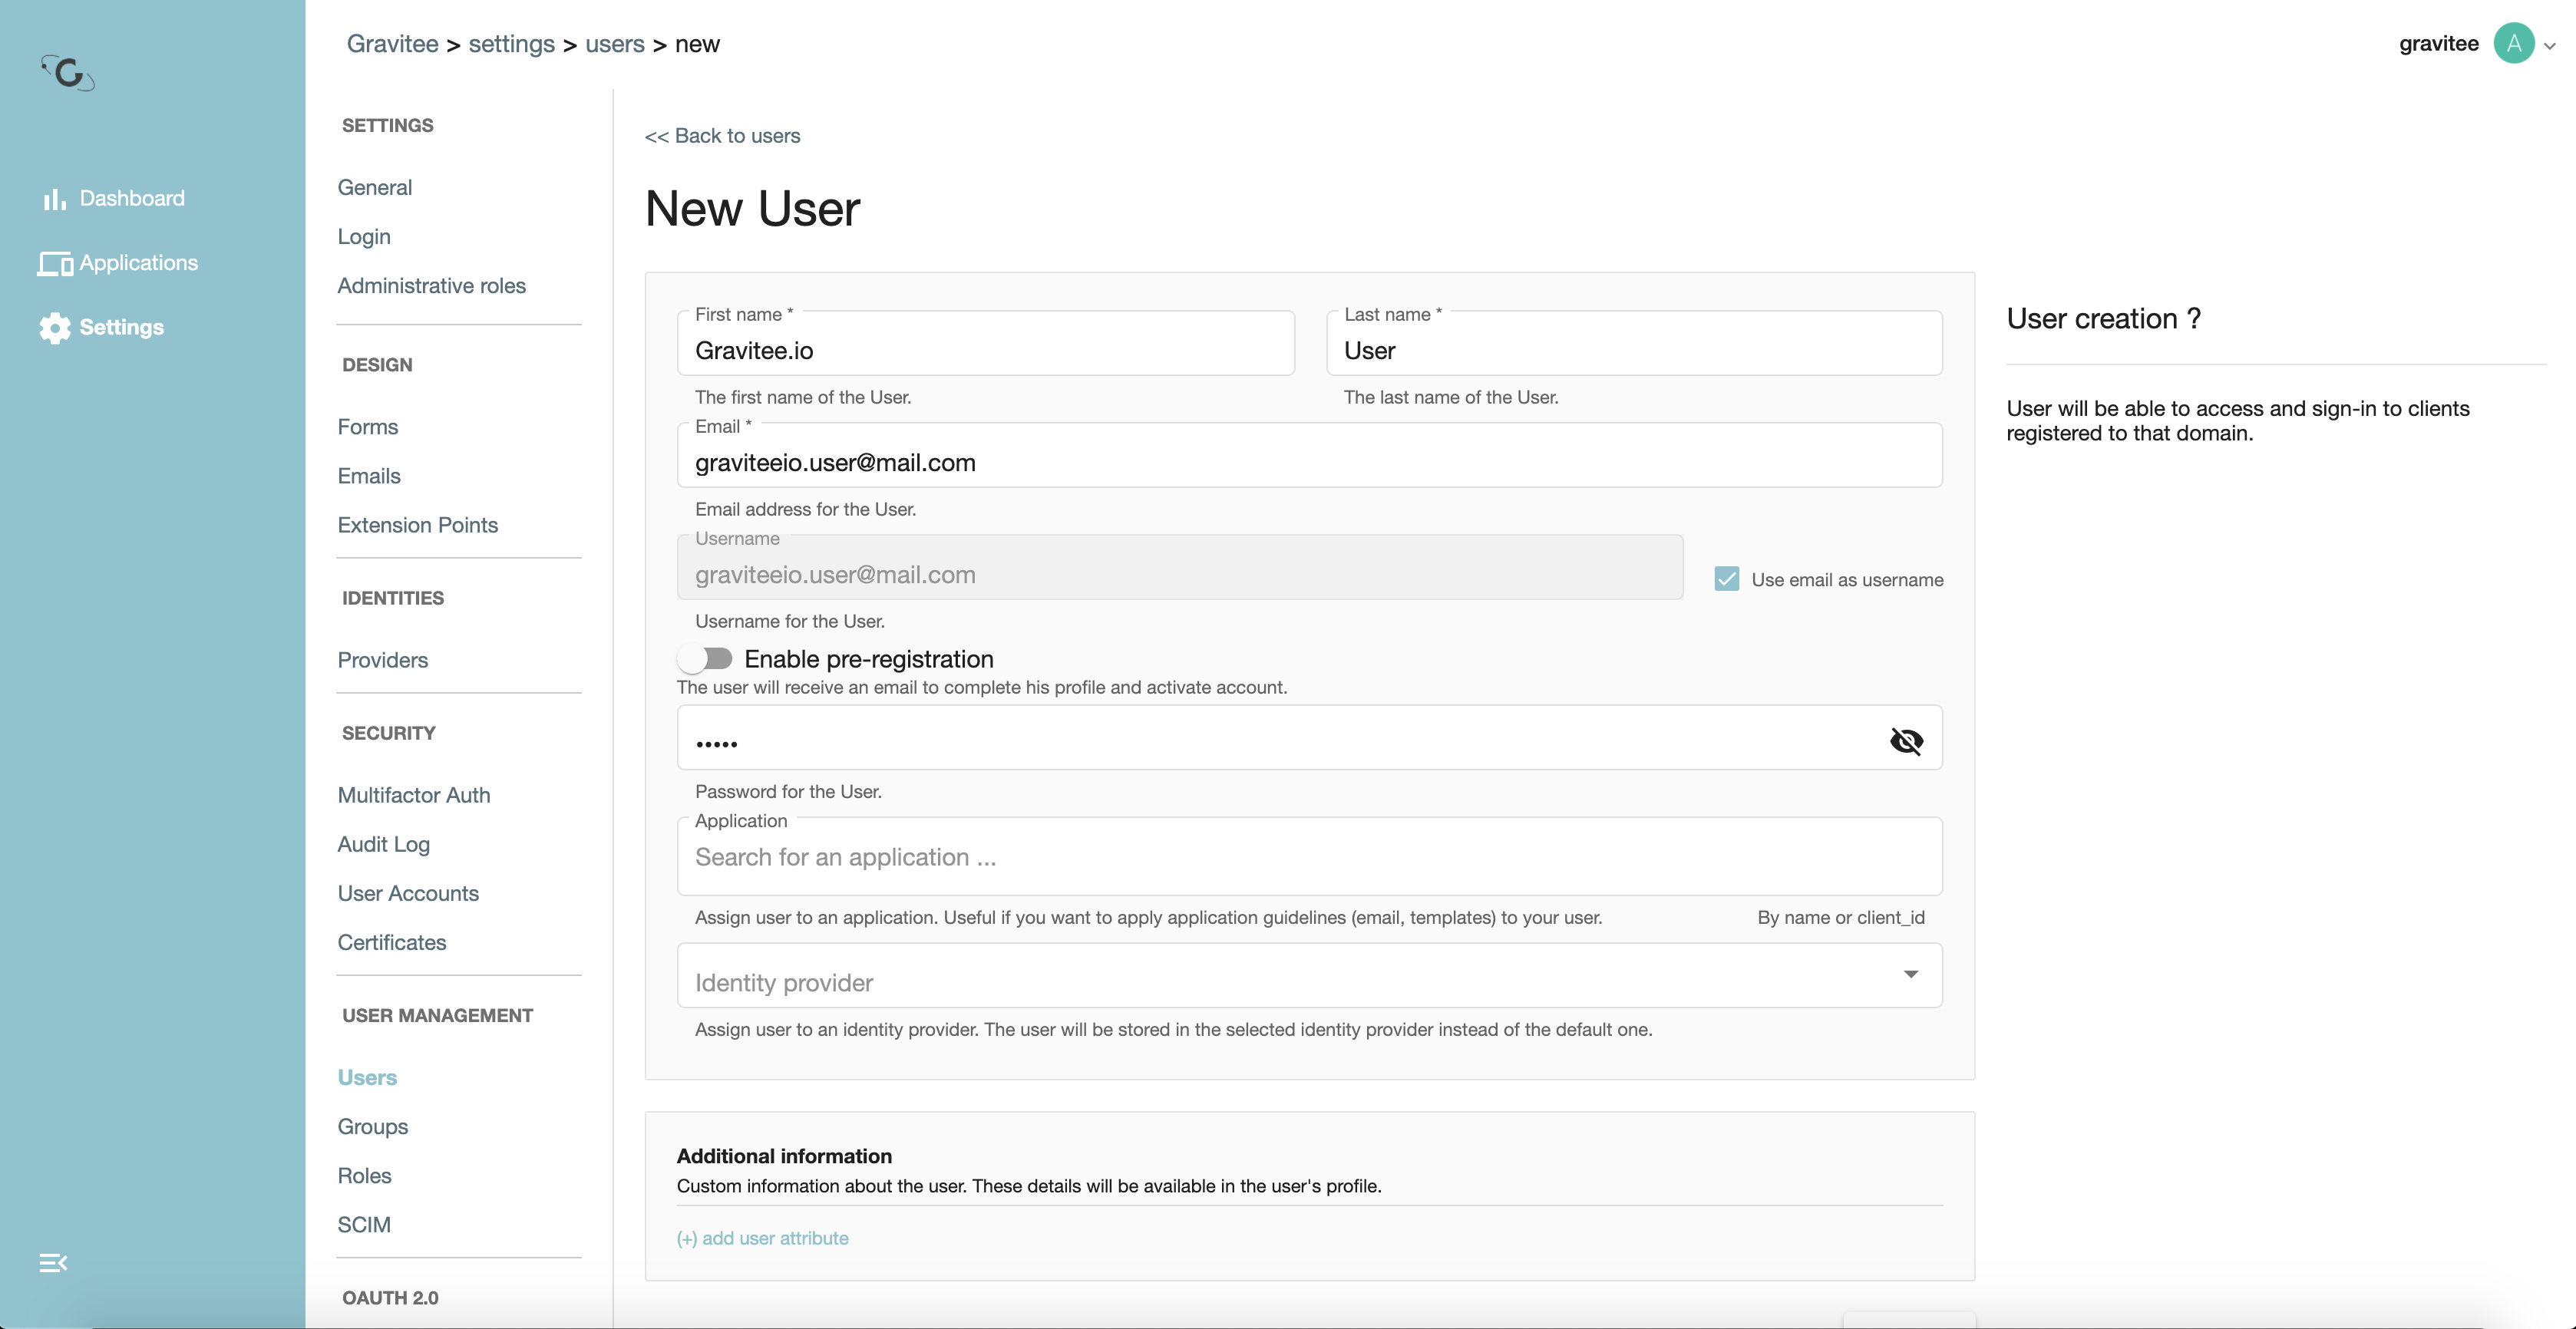 Gravitee > settings > users > new
gravitee
A
Dashboard
Applications
Settings
SETTINGS
General
Login
Administrative roles
DESIGN
Forms
Emails
Extension Points
IDENTITIES
Providers
SECURITY
Multifactor Auth
Audit Log
User Accounts
Certificates
USER MANAGEMENT
Users
Groups
Roles
SCIM
OAUTH 2.0
<< Back to users
New User
First name *
Gravitee.io
The first name of the User.
Last name *
User
The last name of the User.
Email *
graviteeio.user@mail.com
Email address for the User.
Username
graviteeio.user@mail.com
Use email as username
Username for the User.
Enable pre-registration
The user will receive an email to complete his profile and activate account.
•••••
Password for the User.
Application
Search for an application ...
Assign user to an application. Useful if you want to apply application guidelines (email, templates) to your user.
By name or client_id
Identity provider
Assign user to an identity provider. The user will be stored in the selected identity provider instead of the default one.
Additional information
Custom information about the user. These details will be available in the user's profile.
(+) add user attribute
User creation ?
User will be able to access and sign-in to clients
registered to that domain.